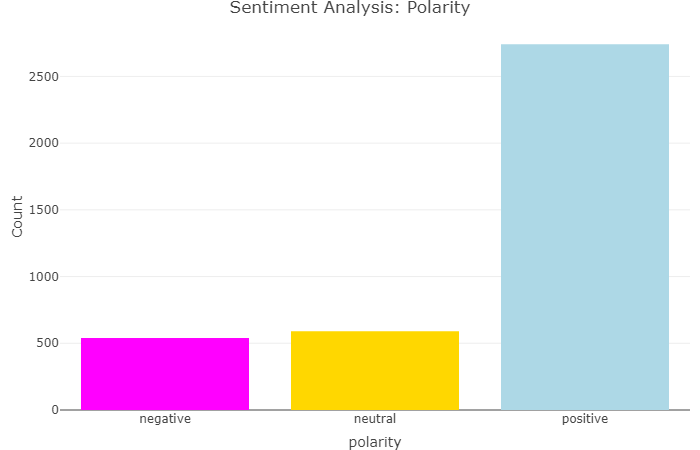 Sentiment Analysis: Polarity
2500
2000
1500
1000
500
0
Count
negative
neutral
positive
polarity